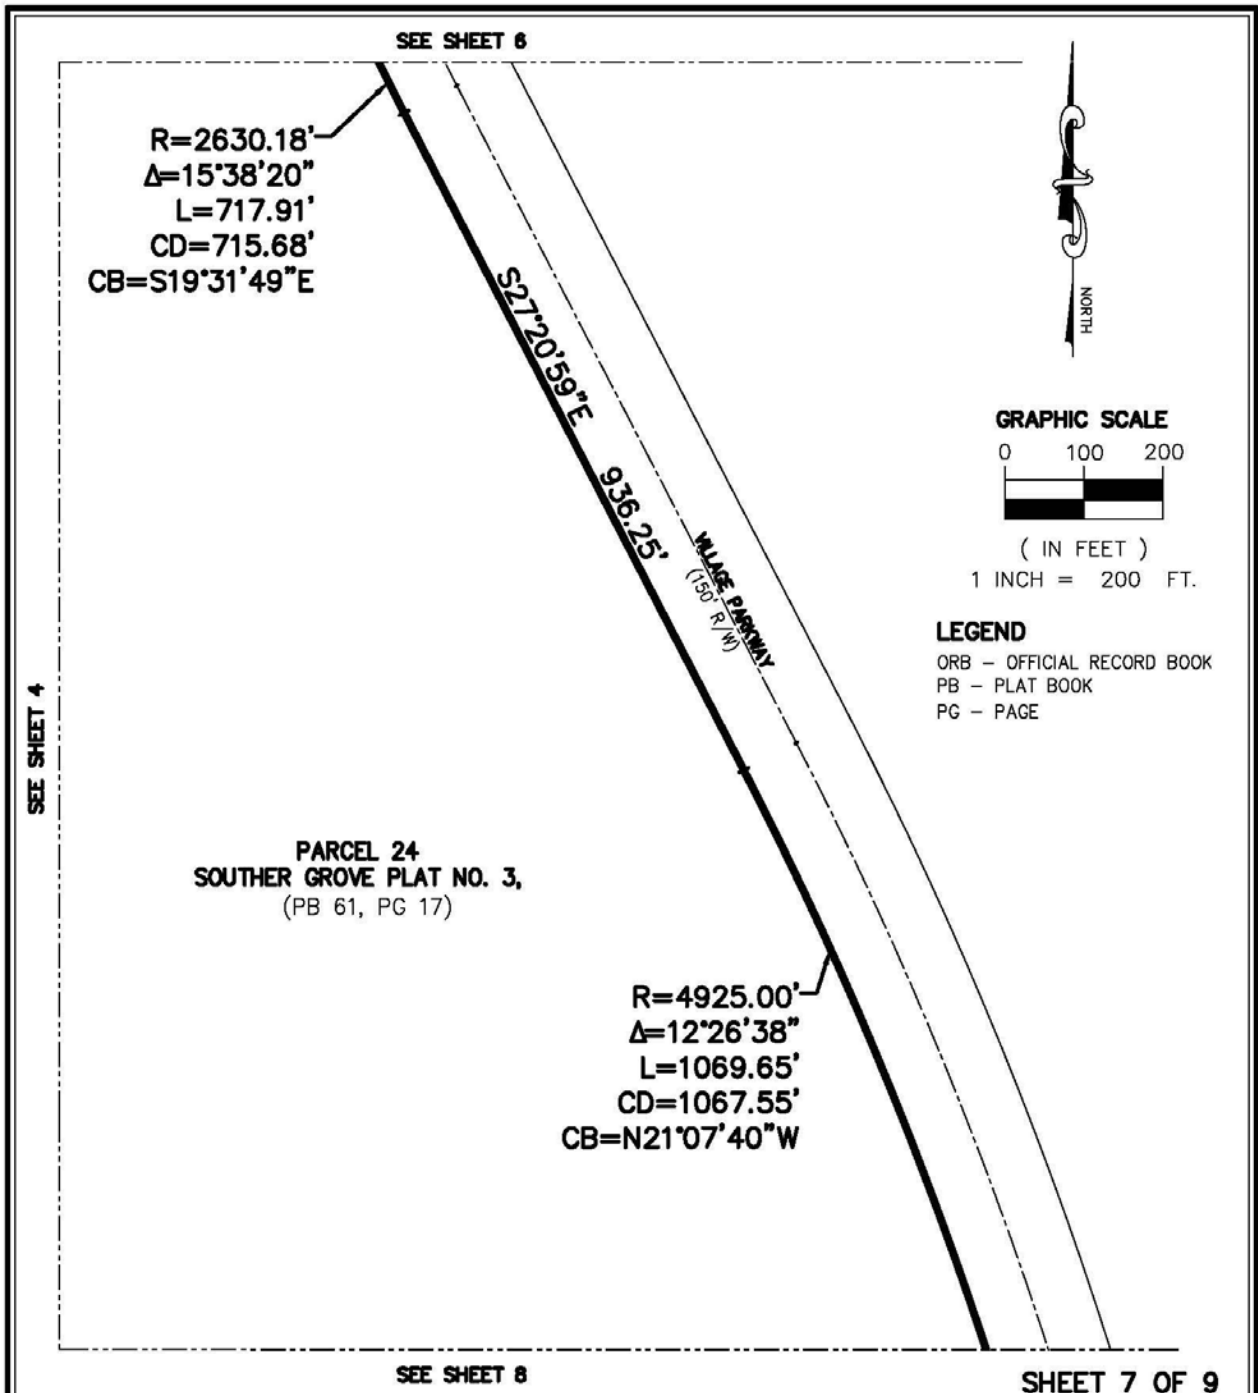 SEE SHEET 6
R=2630.18'
Δ=15°38'20"
L=717.91'
CD=715.68'
CB=S19°31'49"E
S27°20'59"E 936.25'
VILLAGE PARKWAY
(150' R/W)
NORTH
GRAPHIC SCALE
0 100 200
( IN FEET )
1 INCH = 200 FT.
LEGEND
ORB - OFFICIAL RECORD BOOK
PB - PLAT BOOK
PG - PAGE
SEE SHEET 4
PARCEL 24
SOUTHER GROVE PLAT NO. 3,
(PB 61, PG 17)
R=4925.00'
Δ=12°26'38"
L=1069.65'
CD=1067.55'
CB=N21°07'40"W
SEE SHEET 8
SHEET 7 OF 9